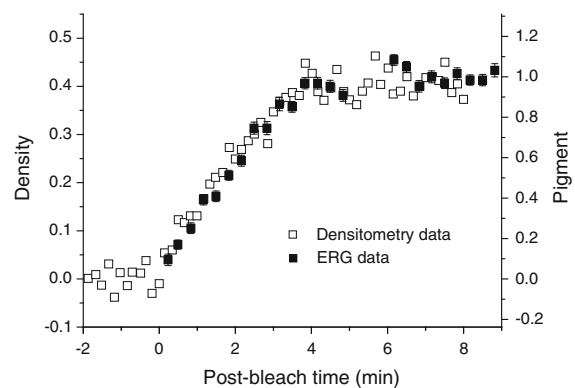 0.5
0.4
0.3
0.2
0.1
0.0
-0.1
Density
1.2
1.0
0.8
0.6
0.4
0.2
0.0
-0.2
Pigment
Densitometry data
ERG data
-2 0 2 4 6 8
Post-bleach time (min)